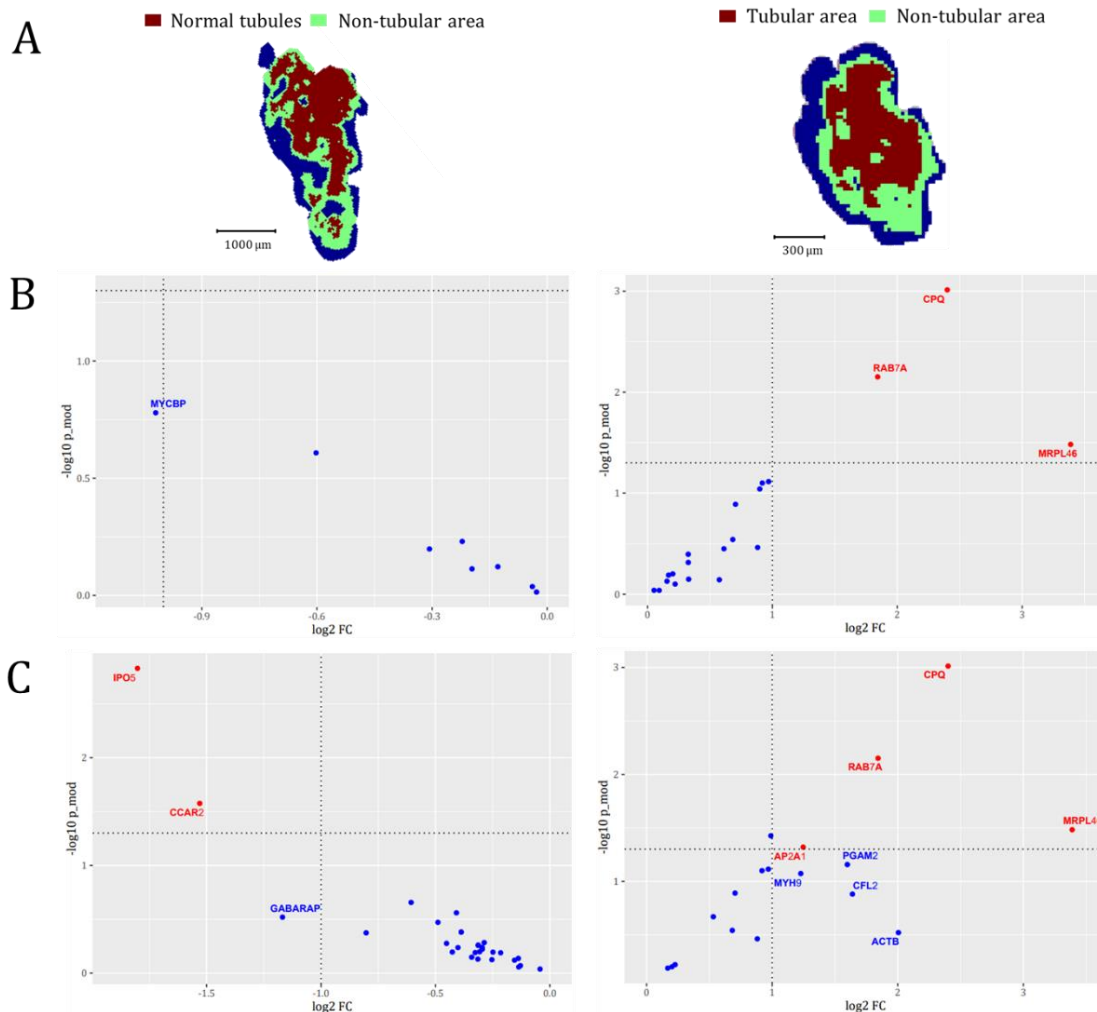 A
Normal tubules Non-tubular area
Tubular area Non-tubular area
1000 µm
300 µm
B
-log10 p_mod
1.0
0.5
0.0
MYCBP
-0.9 -0.6 -0.3 0.0
log2 FC
-log10 p_mod
3
2
1
0
CPQ
RAB7A
MRPL46
0 1 2 3
log2 FC
C
-log10 p_mod
2
1
0
IPO5
CCAR2
GABARAP
-1.5 -1.0 -0.5 0.0
log2 FC
-log10 p_mod
3
2
1
0
CPQ
RAB7A
MRPL4
AP2A1
PGAM2
MYH9
CFL2
ACTB
0 1 2 3
log2 FC